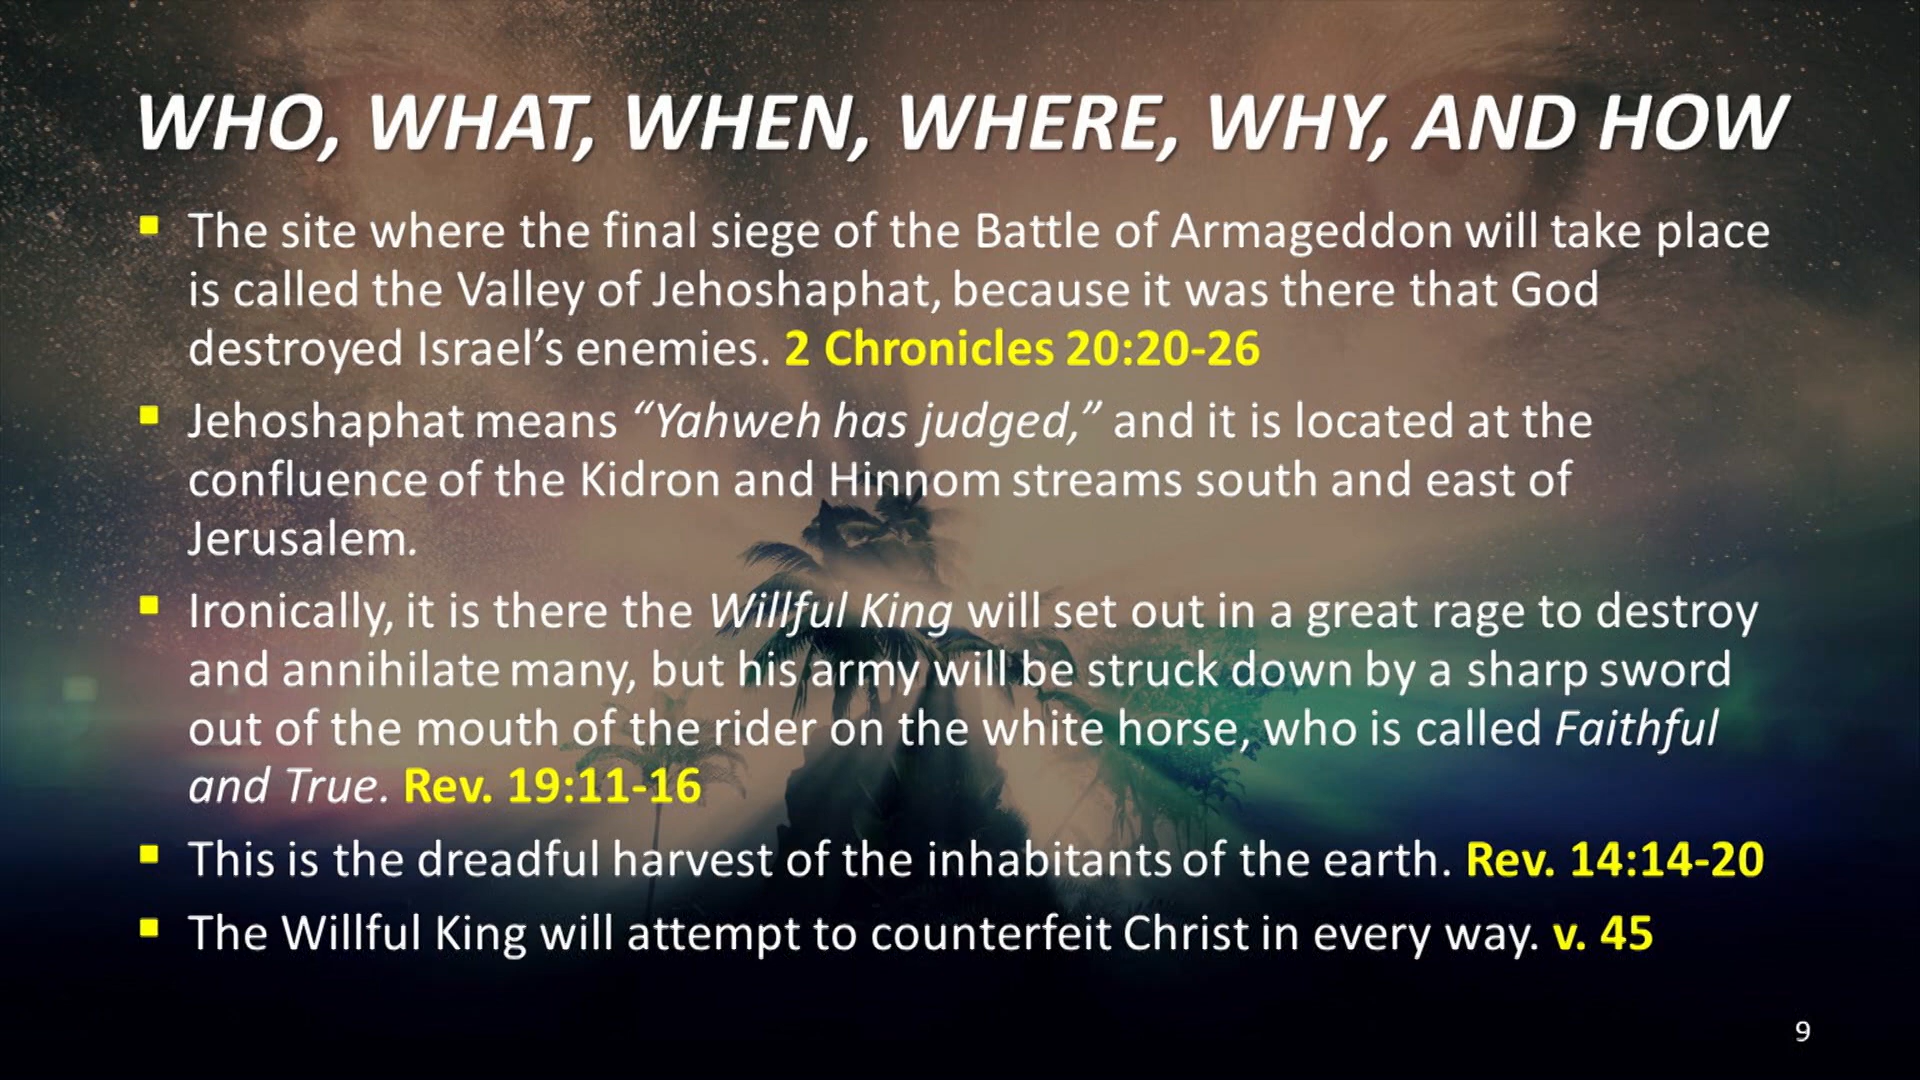 WHO, WHAT, WHEN, WHERE, WHY, AND HOW
▪ The site where the final siege of the Battle of Armageddon will take place
is called the Valley of Jehoshaphat, because it was there that God
destroyed Israel’s enemies. 2 Chronicles 20:20-26
▪ Jehoshaphat means “Yahweh has judged,” and it is located at the
confluence of the Kidron and Hinnom streams south and east of
Jerusalem.
▪ Ironically, it is there the Willful King will set out in a great rage to destroy
and annihilate many, but his army will be struck down by a sharp sword
out of the mouth of the rider on the white horse, who is called Faithful
and True. Rev. 19:11-16
▪ This is the dreadful harvest of the inhabitants of the earth. Rev. 14:14-20
▪ The Willful King will attempt to counterfeit Christ in every way. v. 45
9